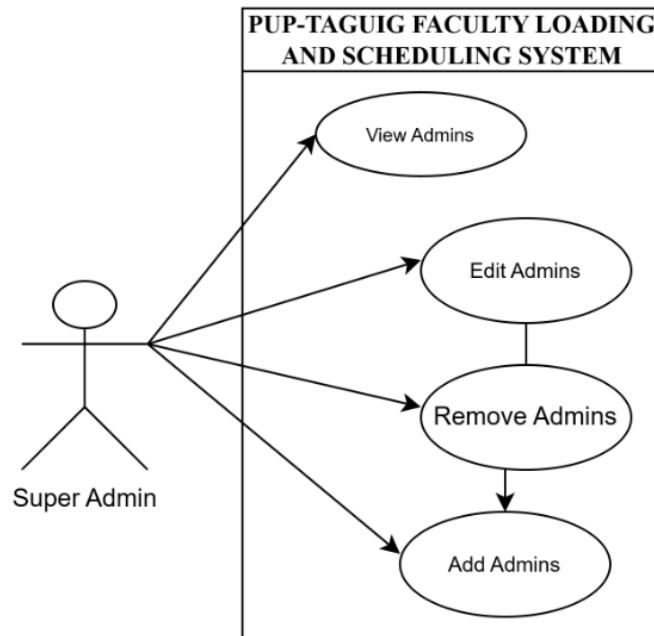 PUP-TAGUIG FACULTY LOADING
AND SCHEDULING SYSTEM
View Admins
Edit Admins
Remove Admins
Super Admin
Add Admins